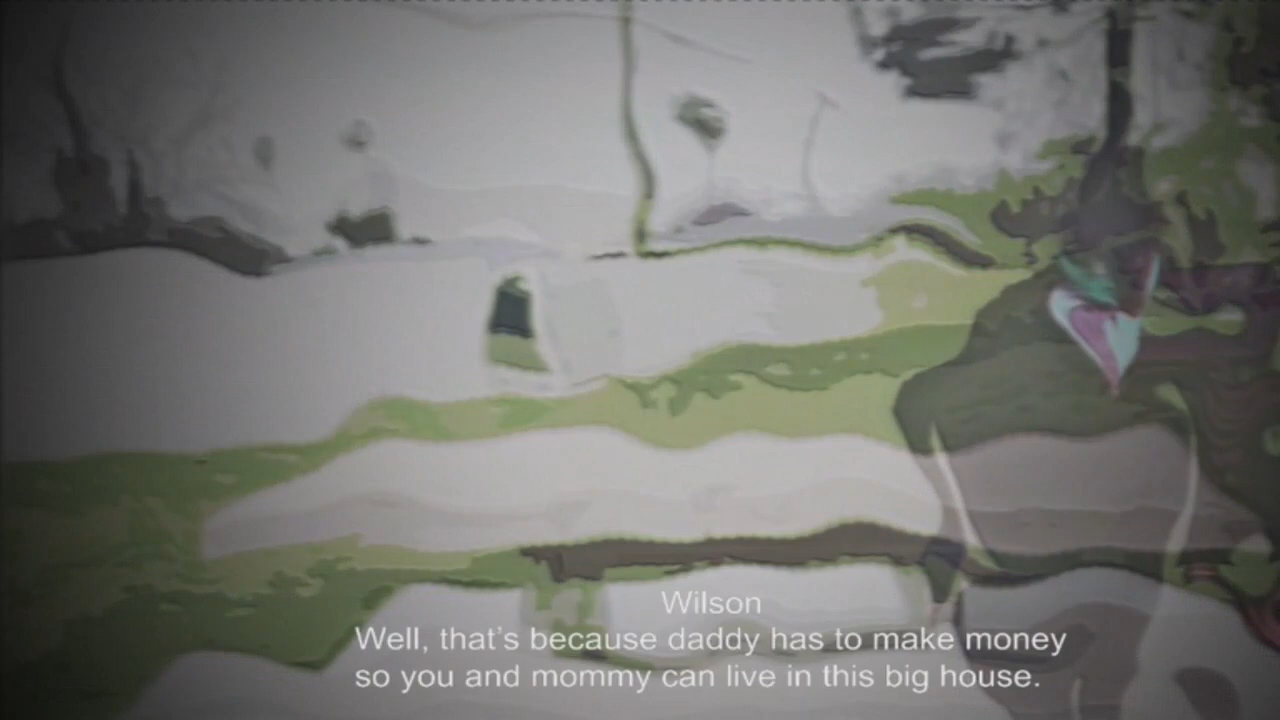 Wilson
Well, that’s because daddy has to make money
so you and mommy can live in this big house.